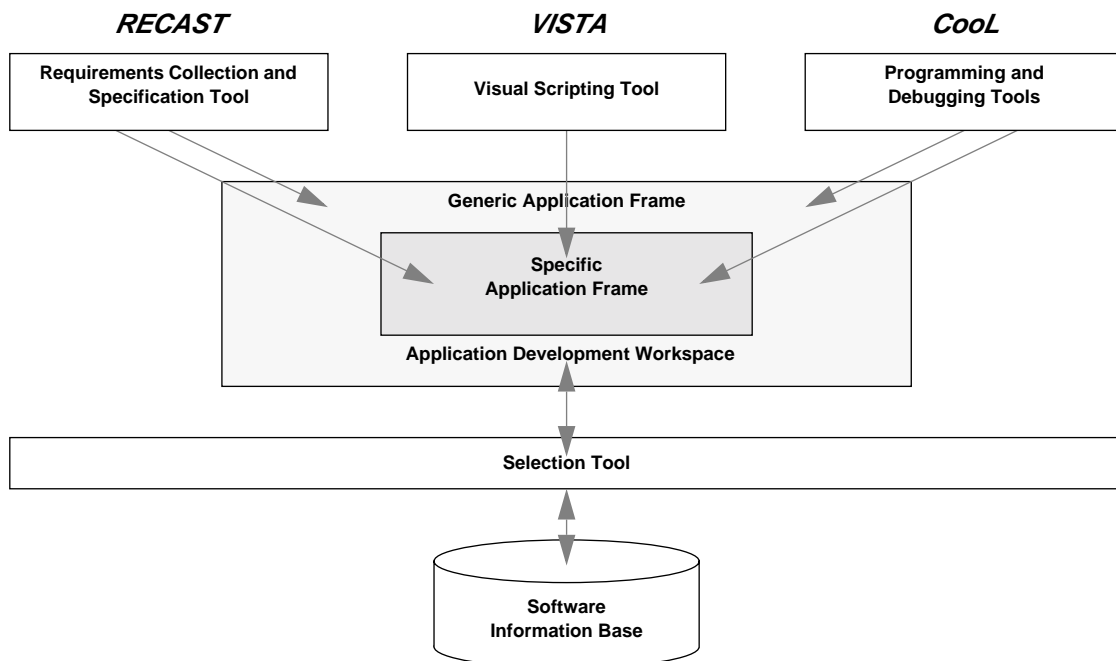 RECAST
VISTA
CooL
Requirements Collection and
Specification Tool
Visual Scripting Tool
Programming and
Debugging Tools
Generic Application Frame
Specific
Application Frame
Application Development Workspace
Selection Tool
Software
Information Base